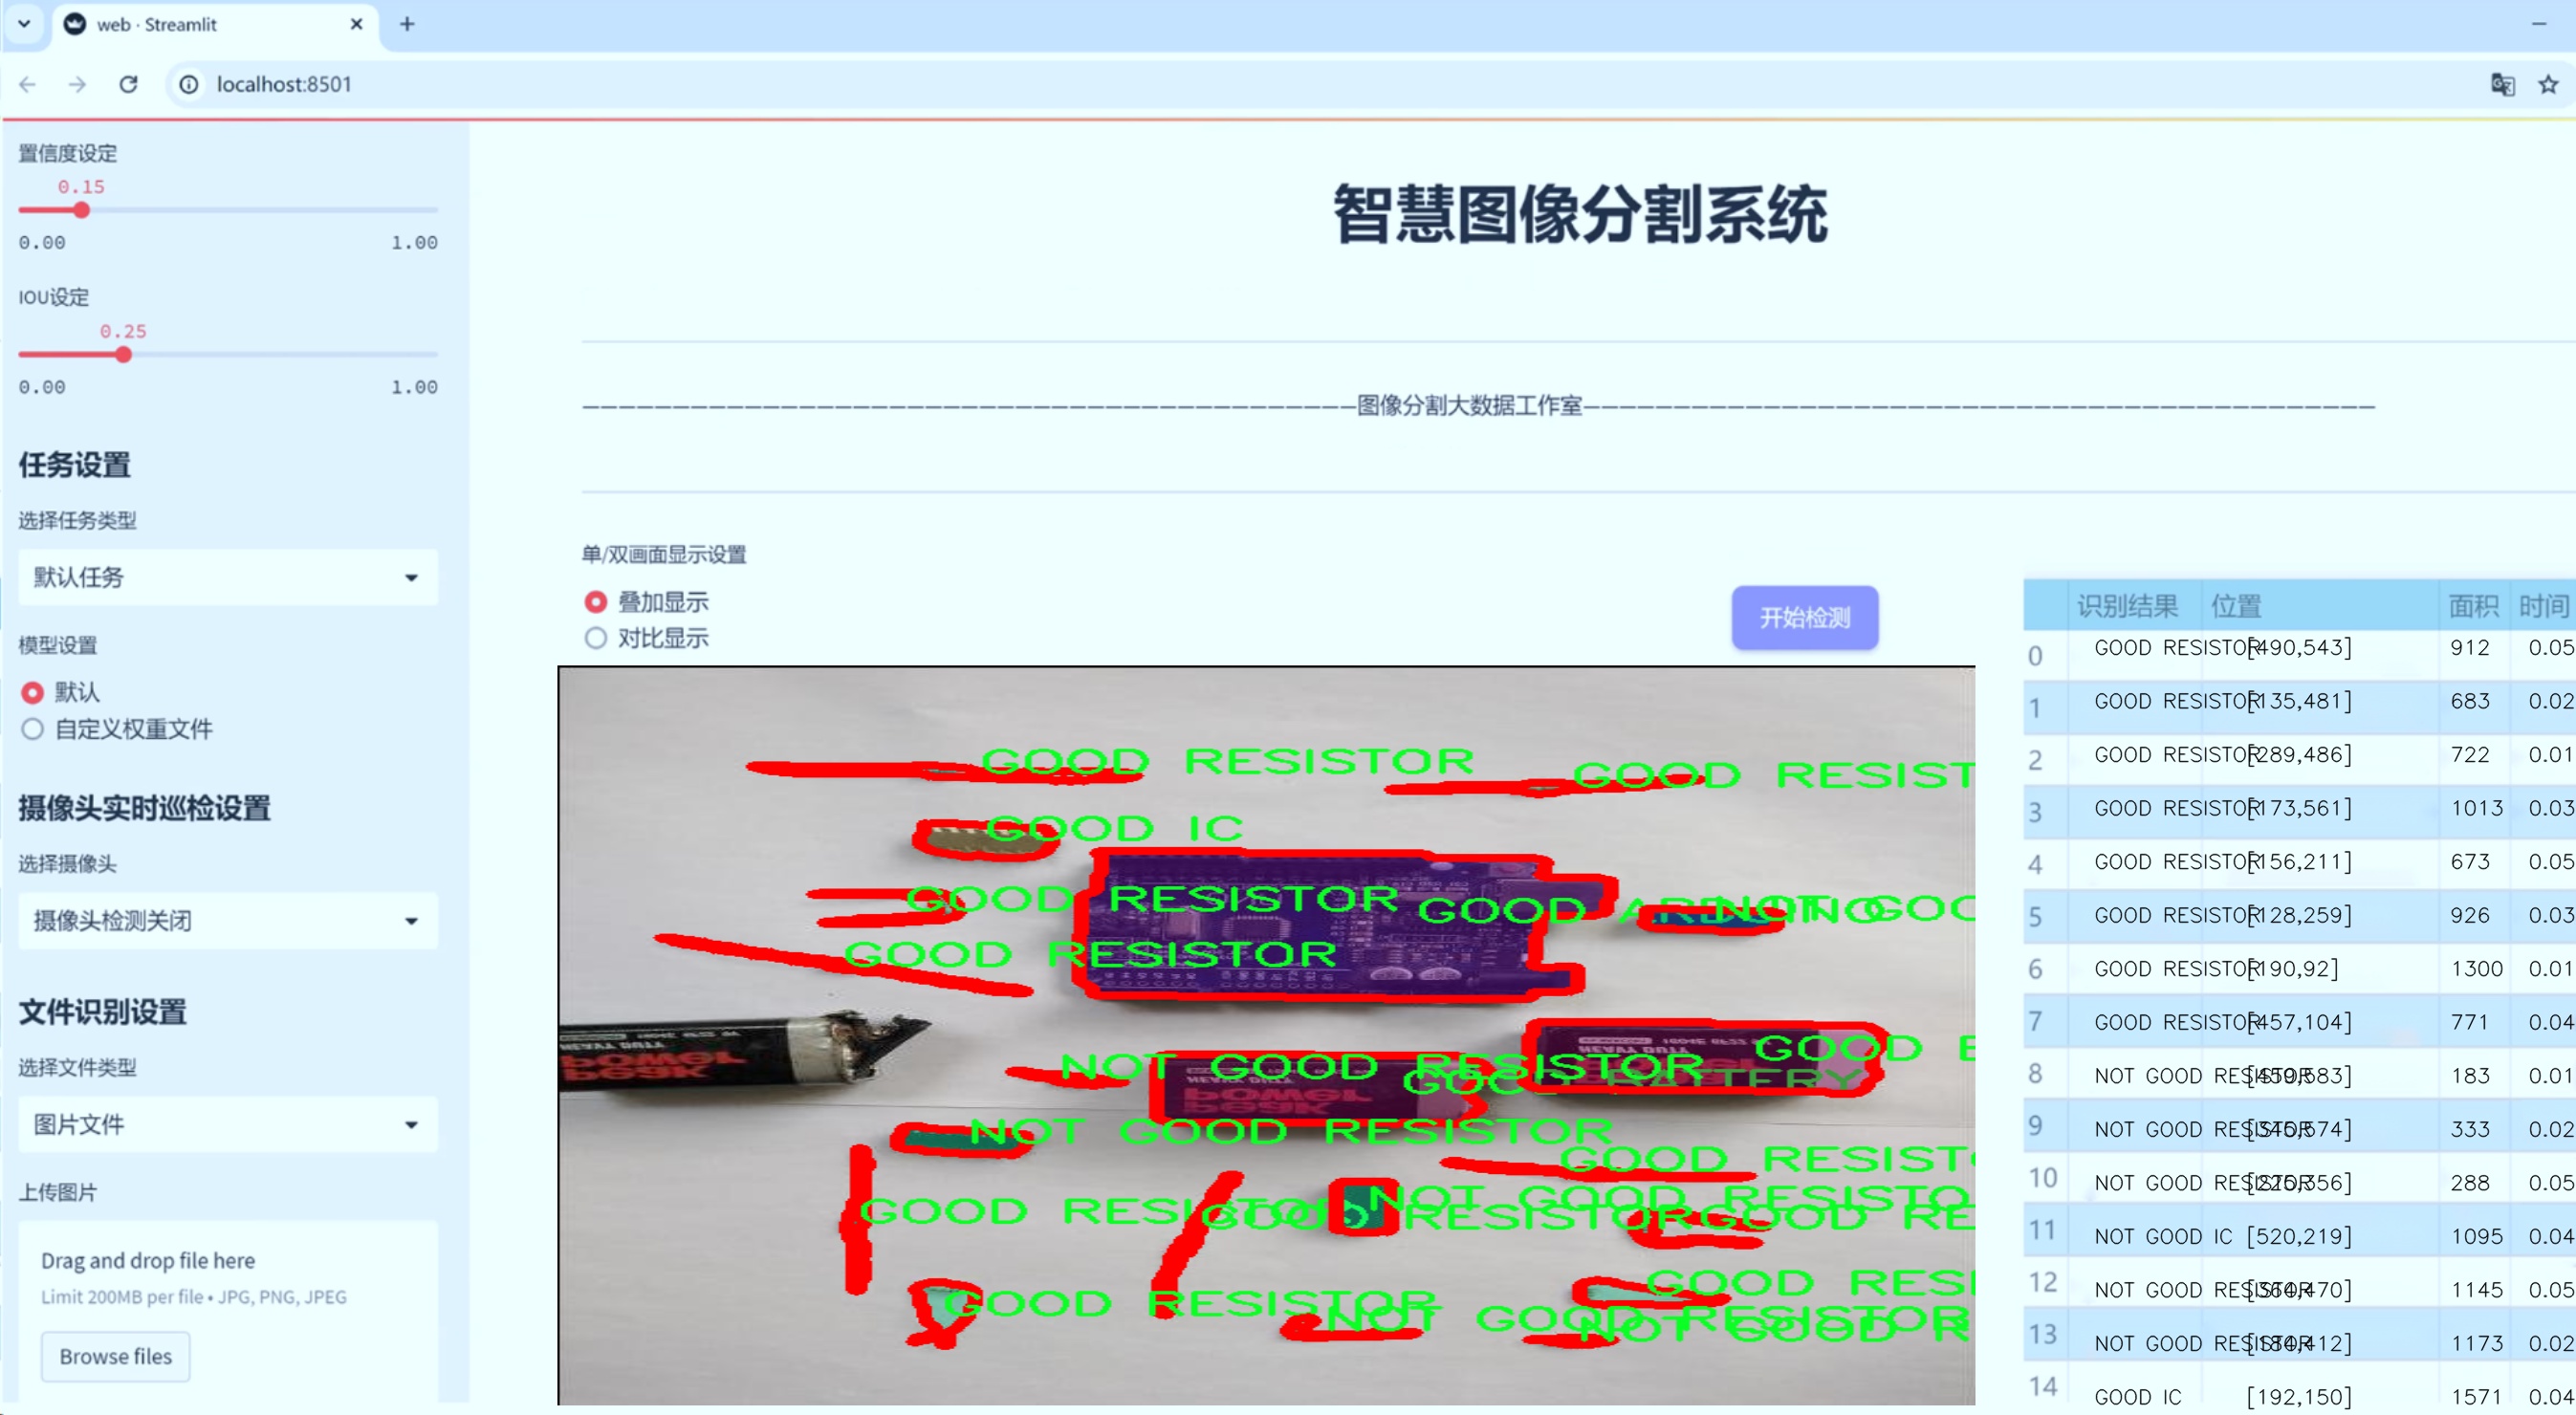 web · Streamlit
localhost:8501
置信度设定
0.15
0.00 1.00
IOU设定
0.25
0.00 1.00
任务设置
选择任务类型
默认任务
模型设置
默认
自定义权重文件
摄像头实时巡检设置
选择摄像头
摄像头检测关闭
文件识别设置
选择文件类型
图片文件
上传图片
Drag and drop file here
Limit 200MB per file • JPG, PNG, JPEG
Browse files
智慧图像分割系统
图像分割大数据工作室
单/双画面显示设置
叠加显示
对比显示
开始检测
GOOD RESISTOR
GOOD RESIST
GOOD IC
GOOD RESISTOR
GOOD
NOT GOO
GOOD RESISTOR
GOOD B
NOT GOOD RESISTOR
BATTERY
NOT GOOD RESISTOR
GOOD RESIST
NOT GOOD RESISTO
GOOD RESISTOR
GOOD RESISTOR
GOOD RE
GOOD RESI
GOOD RESISTOR
NOT GOOD RESISTOR
NOT GOOD R
识别结果 位置 面积 时间
0 GOOD RESISTOR [490,543] 912 0.05
1 GOOD RESISTOR [135,481] 683 0.02
2 GOOD RESISTOR [289,486] 722 0.01
3 GOOD RESISTOR [173,561] 1013 0.03
4 GOOD RESISTOR [156,211] 673 0.05
5 GOOD RESISTOR [128,259] 926 0.03
6 GOOD RESISTOR [190,92] 1300 0.01
7 GOOD RESISTOR [457,104] 771 0.04
8 NOT GOOD RESISTOR [459,583] 183 0.01
9 NOT GOOD RESISTOR [345,574] 333 0.02
10 NOT GOOD RESISTOR 288 0.05
11 NOT GOOD IC [520,219] 1095 0.04
12 NOT GOOD RESISTOR [364,470] 1145 0.05
13 NOT GOOD RESISTOR [184,412] 1173 0.02
14 GOOD IC [192,150] 1571 0.04